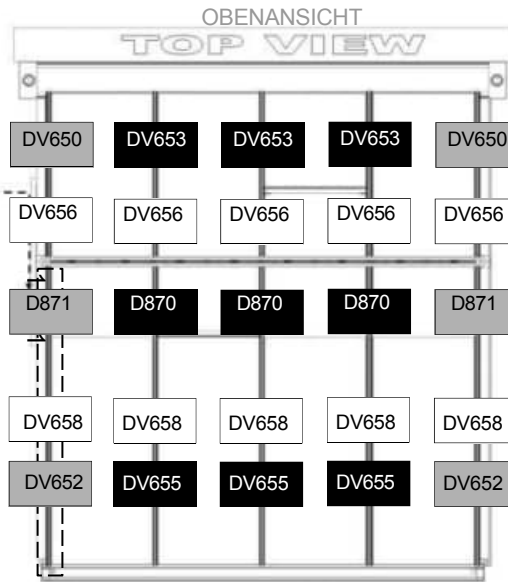 OBENANSICHT
TOP VIEW
DV650 DV653 DV653 DV653 DV650
DV656 DV656 DV656 DV656 DV656
D871 D870 D870 D870 D871
DV658 DV658 DV658 DV658 DV658
DV652 DV655 DV655 DV655 DV652